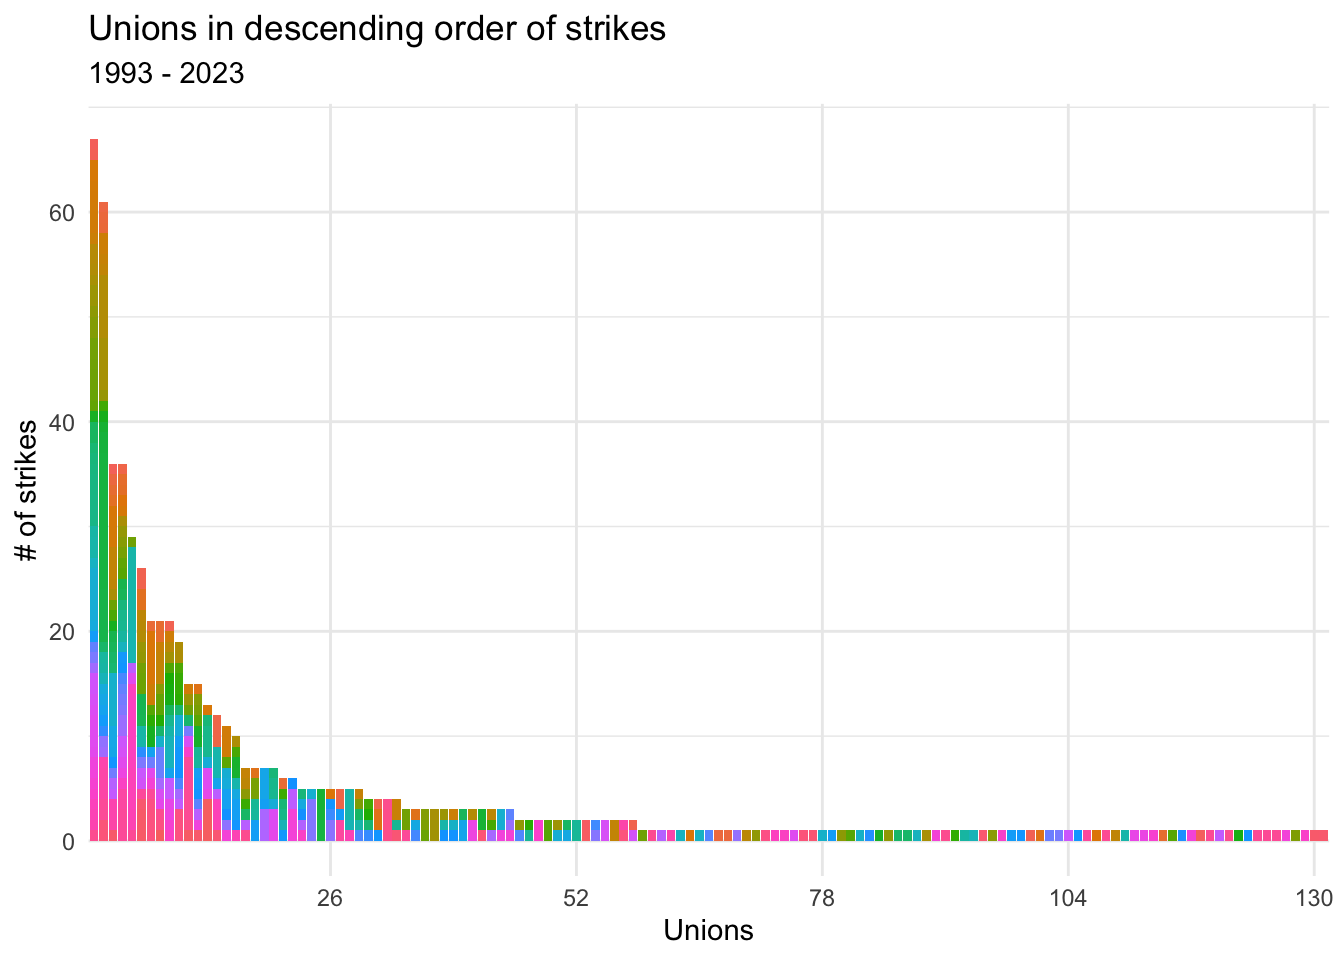 Unions in descending order of strikes
1993 - 2023
60
40
20
0
# of strikes
26 52 78 104 130
Unions